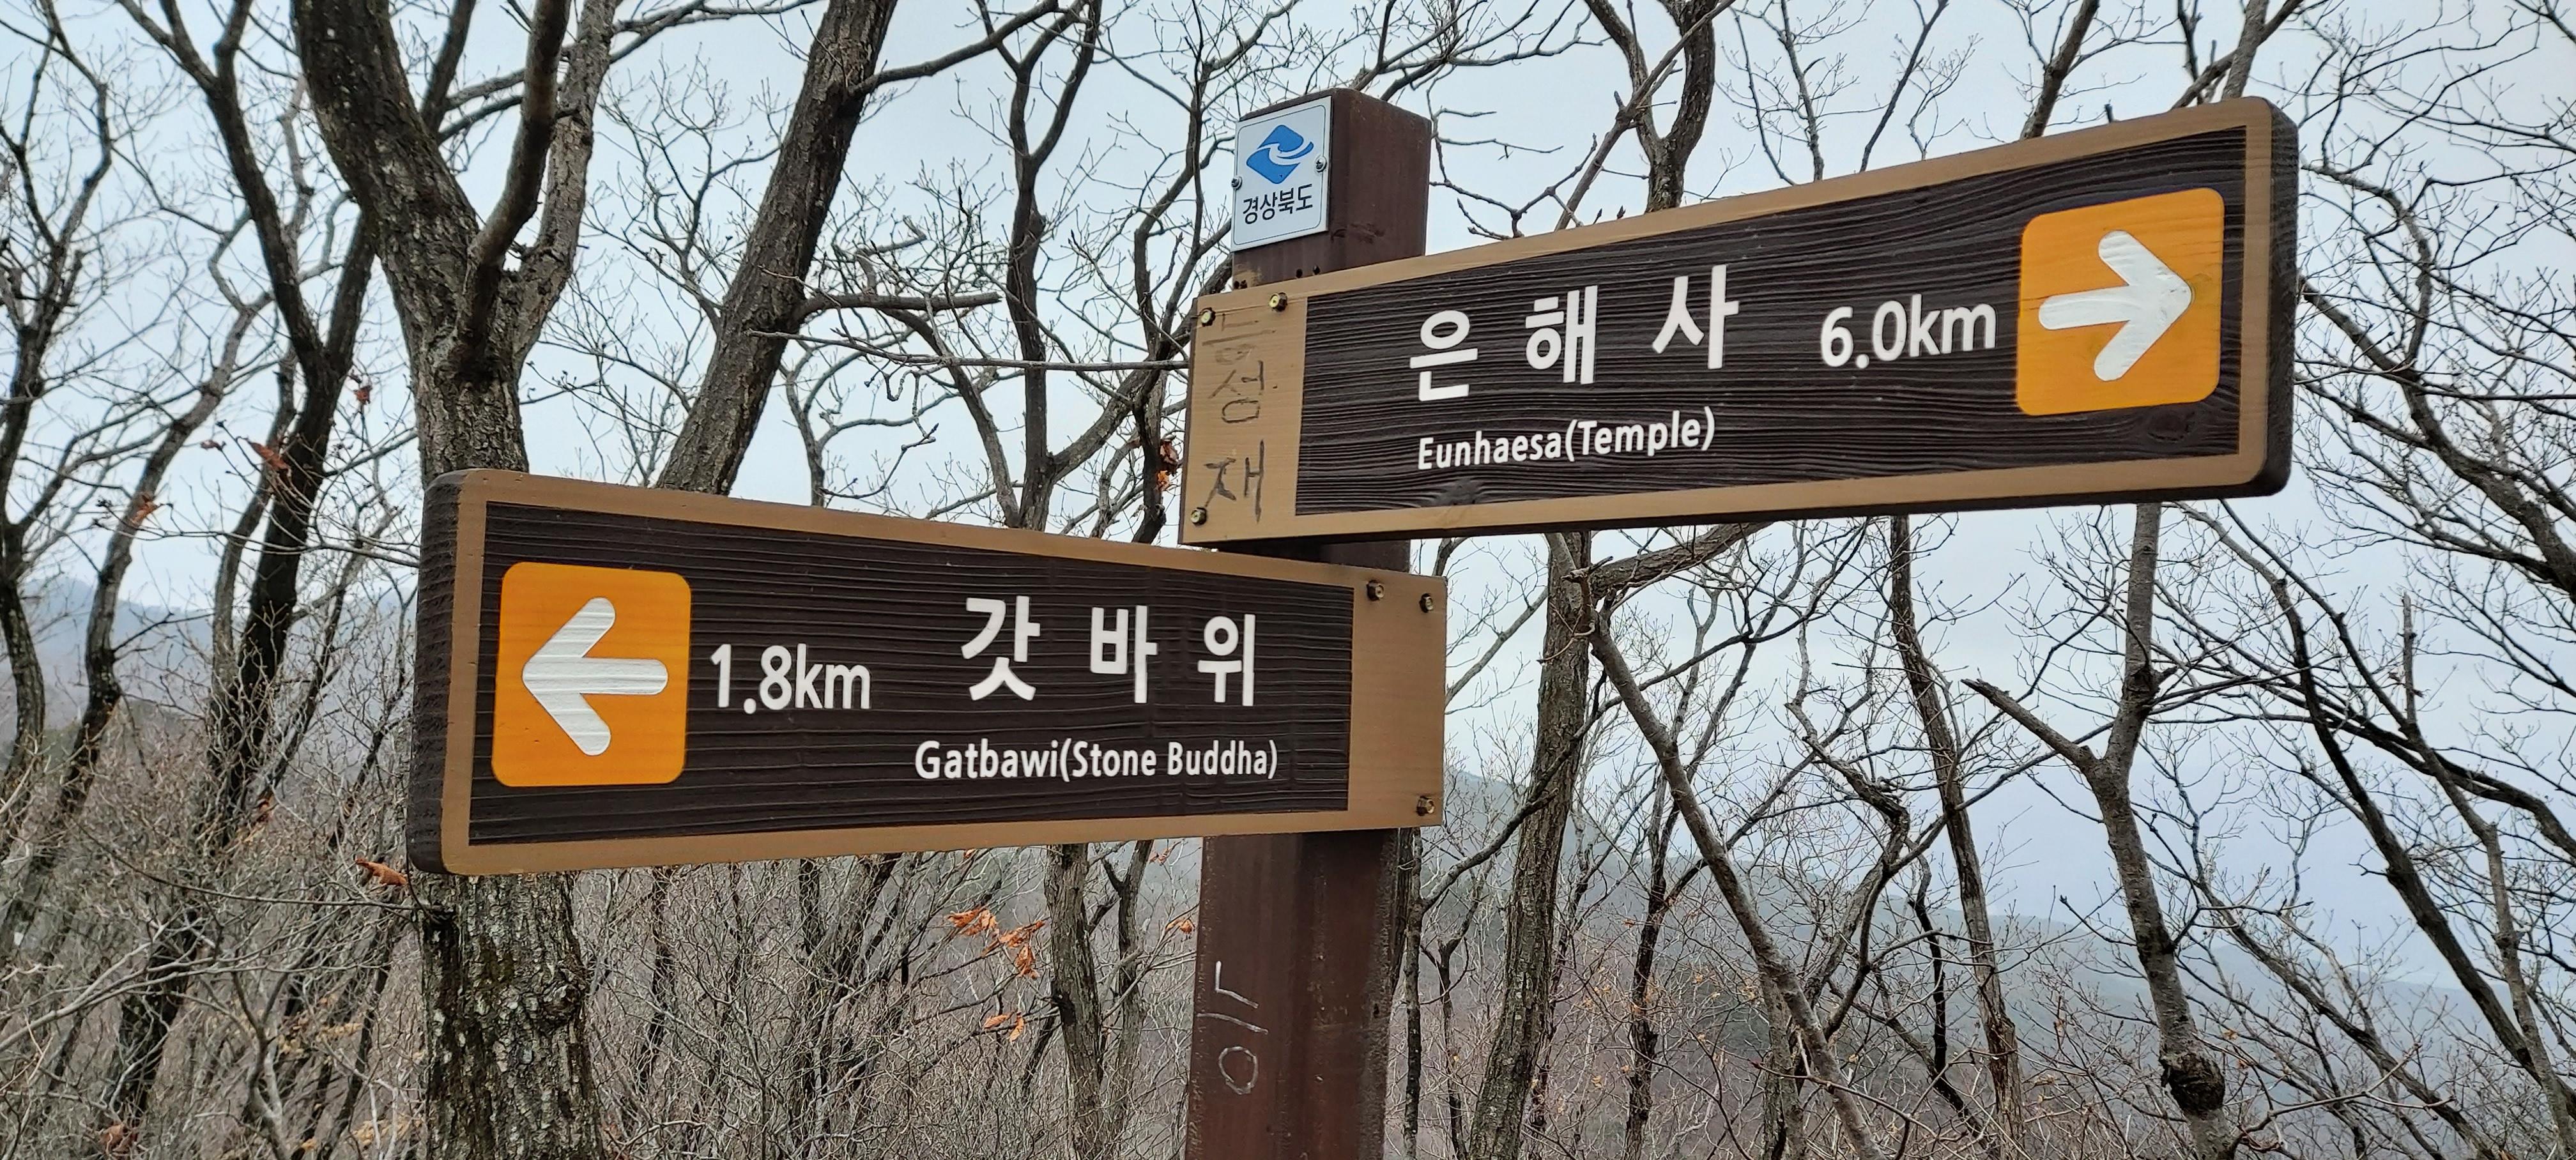 경상북도
은해사 6.0km
Eunhaesa(Temple)
능성재
1.8km 갓바위
Gatbawi(Stone Buddha)
능